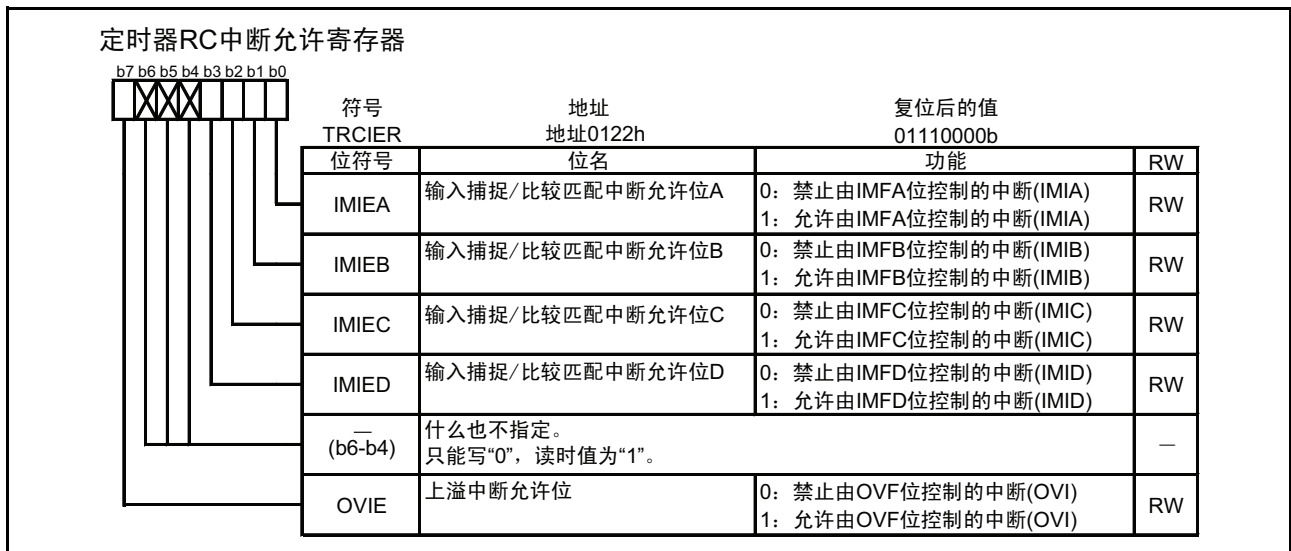 定时器RC中断允许寄存器
b7 b6 b5 b4 b3 b2 b1 b0
符号 地址 复位后的值
TRCIER 地址0122h 01110000b
位符号 位名 功能 RW
IMIEA 输入捕捉/比较匹配中断允许位A 0：禁止由IMFA位控制的中断(IMIA) RW
1：允许由IMFA位控制的中断(IMIA)
IMIEB 输入捕捉/比较匹配中断允许位B 0：禁止由IMFB位控制的中断(IMIB) RW
1：允许由IMFB位控制的中断(IMIB)
IMIEC 输入捕捉/比较匹配中断允许位C 0：禁止由IMFC位控制的中断(IMIC) RW
1：允许由IMFC位控制的中断(IMIC)
IMIED 输入捕捉/比较匹配中断允许位D 0：禁止由IMFD位控制的中断(IMID) RW
1：允许由IMFD位控制的中断(IMID)
— 什么也不指定。 —
(b6-b4) 只能写“0”，读时值为“1”。
OVIE 上溢中断允许位 0：禁止由OVF位控制的中断(OVI) RW
1：允许由OVF位控制的中断(OVI)